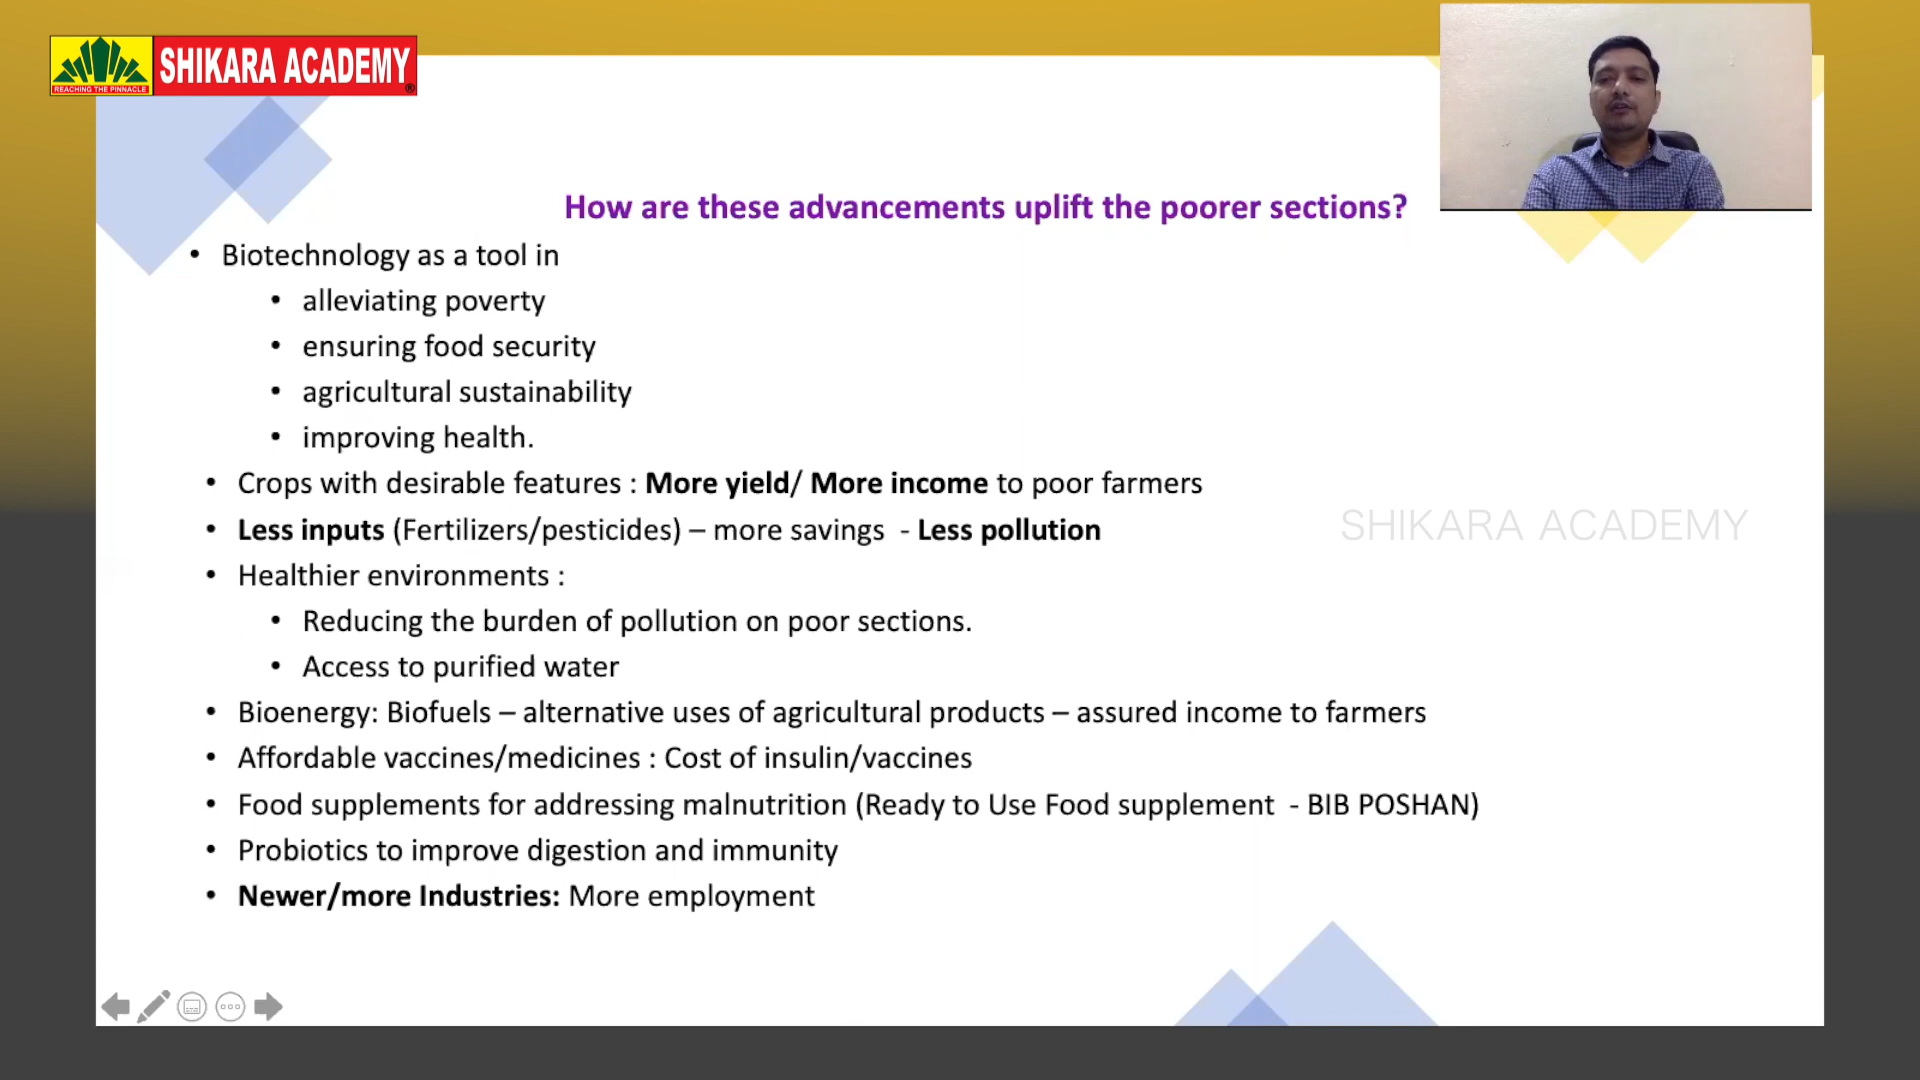 SHIKARA ACADEMY
REACHING THE PINNACLE
How are these advancements uplift the poorer sections?
• Biotechnology as a tool in
• alleviating poverty
• ensuring food security
• agricultural sustainability
• improving health.
• Crops with desirable features : More yield/ More income to poor farmers
• Less inputs (Fertilizers/pesticides) – more savings - Less pollution
SHIKARA ACADEMY
• Healthier environments :
• Reducing the burden of pollution on poor sections.
• Access to purified water
• Bioenergy: Biofuels – alternative uses of agricultural products – assured income to farmers
• Affordable vaccines/medicines : Cost of insulin/vaccines
• Food supplements for addressing malnutrition (Ready to Use Food supplement - BIB POSHAN)
• Probiotics to improve digestion and immunity
• Newer/more Industries: More employment